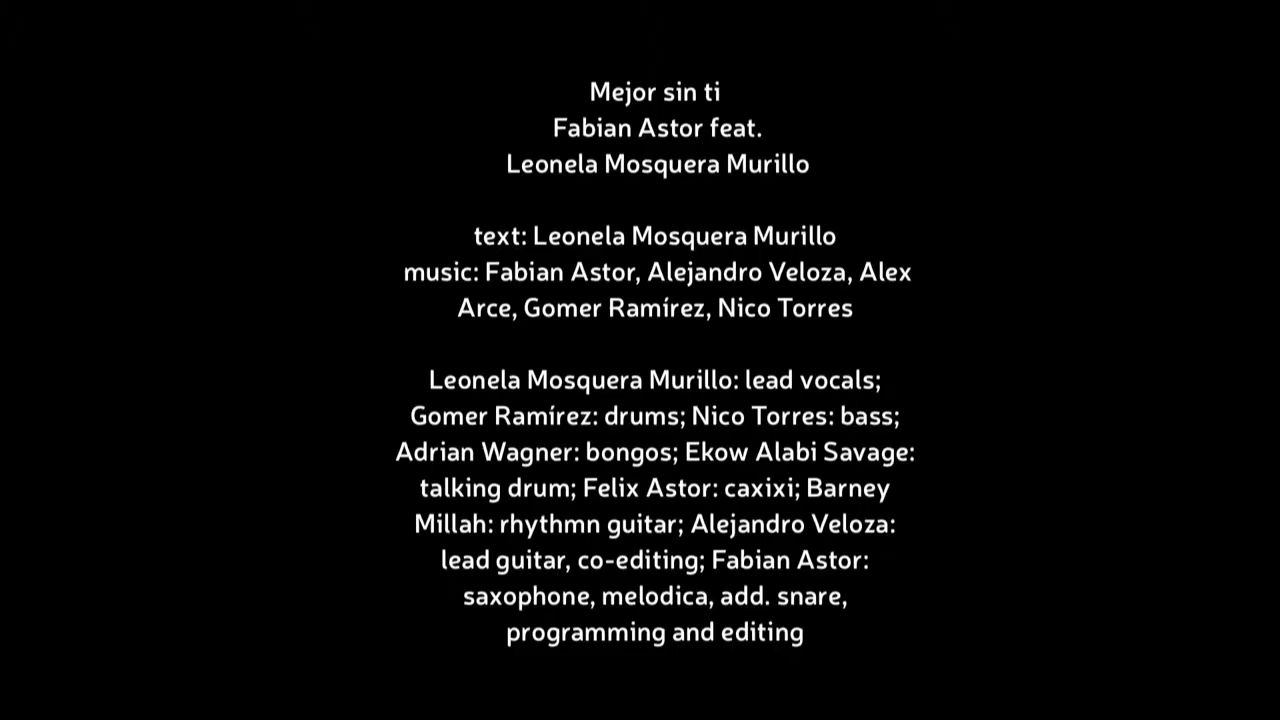 Mejor sin ti
Fabian Astor feat.
Leonela Mosquera Murillo
text: Leonela Mosquera Murillo
music: Fabian Astor, Alejandro Veloza, Alex
Arce, Gomer Ramírez, Nico Torres
Leonela Mosquera Murillo: lead vocals;
Gomer Ramírez: drums; Nico Torres: bass;
Adrian Wagner: bongos; Ekow Alabi Savage:
talking drum; Felix Astor: caxixi; Barney
Millah: rhythmn guitar; Alejandro Veloza:
lead guitar, co-editing; Fabian Astor:
saxophone, melodica, add. snare,
programming and editing